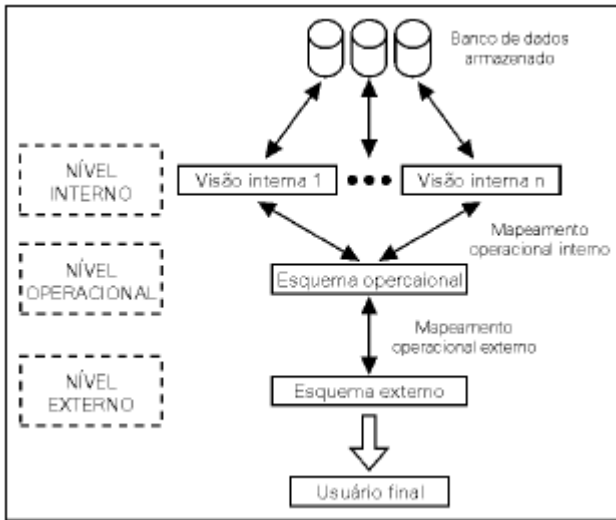 Banco de dados
armazenado
NÍVEL
INTERNO
Visão interna 1
Visão interna n
Mapeamento
operacional interno
NÍVEL
OPERACIONAL
Esquema opercaional
Mapeamento
operacional externo
NÍVEL
EXTERNO
Esquema externo
Usuário final